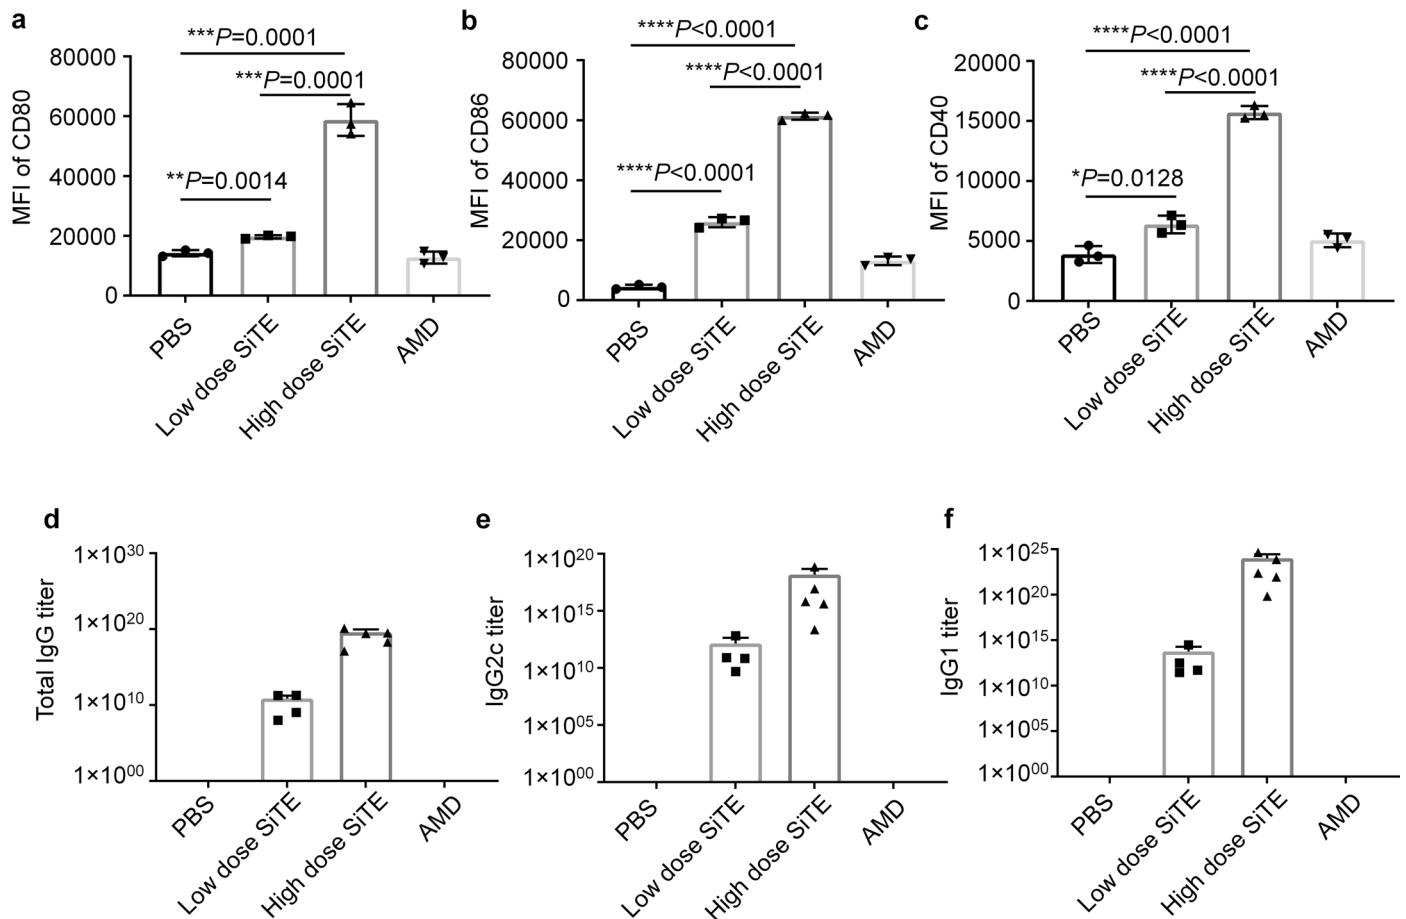 a
MFI of CD80
80000
60000
40000
20000
0
***P=0.0001
***P=0.0001
**P=0.0014
PBS
Low dose SiTE
High dose SiTE
AMD
b
MFI of CD86
80000
60000
40000
20000
0
****P<0.0001
****P<0.0001
****P<0.0001
PBS
Low dose SiTE
High dose SiTE
AMD
c
MFI of CD40
20000
15000
10000
5000
0
****P<0.0001
****P<0.0001
*P=0.0128
PBS
Low dose SiTE
High dose SiTE
AMD
d
Total IgG titer
1×10³⁰
1×10²⁰
1×10¹⁰
1×10⁰⁰
PBS
Low dose SiTE
High dose SiTE
AMD
e
IgG2c titer
1×10²⁰
1×10¹⁵
1×10¹⁰
1×10⁰⁵
1×10⁰⁰
PBS
Low dose SiTE
High dose SiTE
AMD
f
IgG1 titer
1×10²⁵
1×10²⁰
1×10¹⁵
1×10¹⁰
1×10⁰⁵
1×10⁰⁰
PBS
Low dose SiTE
High dose SiTE
AMD